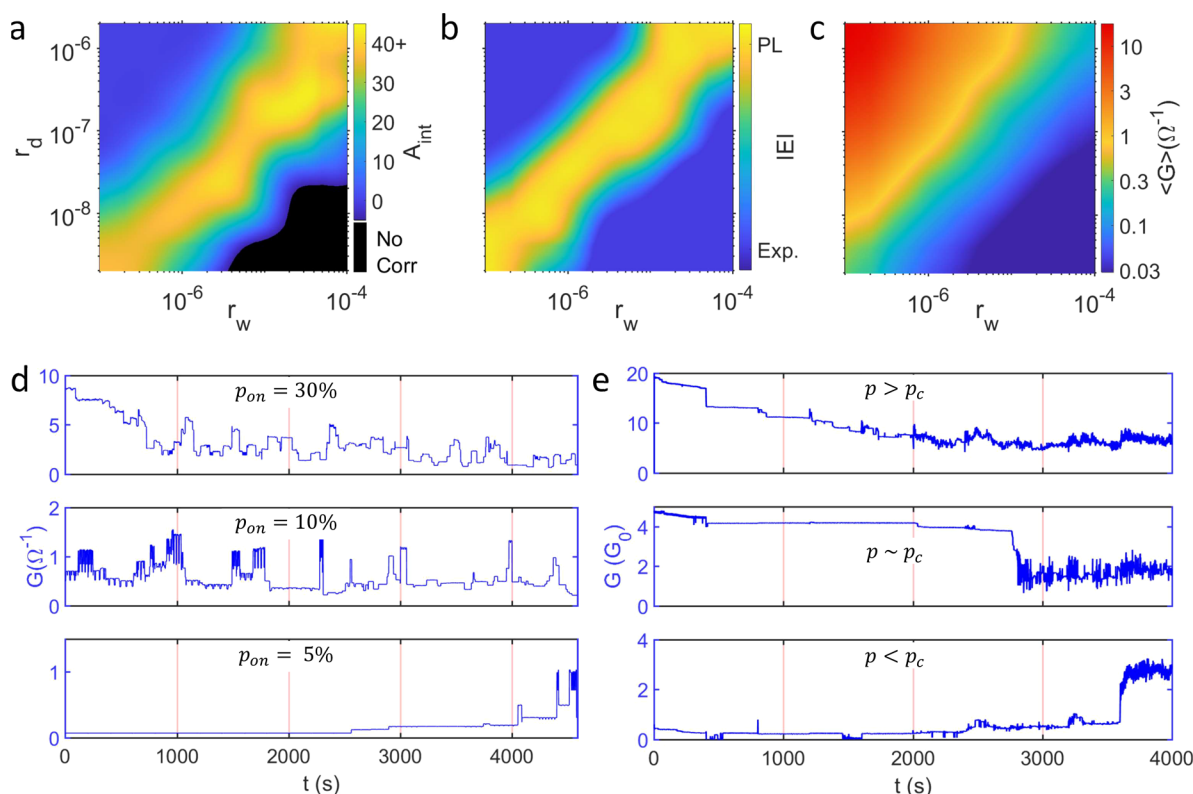 a
10⁻⁶
10⁻⁷
10⁻⁸
r_d
10⁻⁶
10⁻⁴
r_w
40+
30
20
10
0
A_int
No
Corr
b
10⁻⁶
10⁻⁴
r_w
PL
IEI
Exp.
c
10⁻⁶
10⁻⁴
r_w
10
3
1
0.3
0.1
0.03
<G>(Ω⁻¹)
d
p_on = 30%
10
5
0
p_on = 10%
2
1
0
G(Ω⁻¹)
p_on = 5%
1
0
0 1000 2000 3000 4000
t (s)
e
p > p_c
20
10
0
p ~ p_c
4
2
0
G (G₀)
p < p_c
4
2
0
0 1000 2000 3000 4000
t (s)